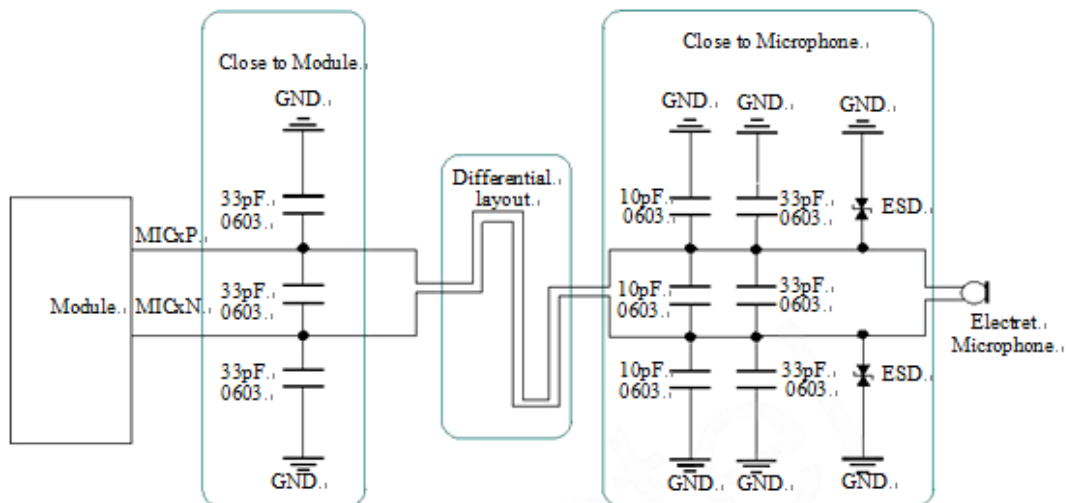 Close to Module.
GND.
33pF.
0603.
MICxP.
Module.
MICxN.
33pF.
0603.
33pF.
0603.
GND.
Differential.
layout.
Close to Microphone.
GND.
GND.
GND.
10pF.
0603.
33pF.
0603.
ESD.
10pF.
0603.
33pF.
0603.
Electret.
Microphone.
10pF.
0603.
33pF.
0603.
ESD.
GND.
GND.
GND.